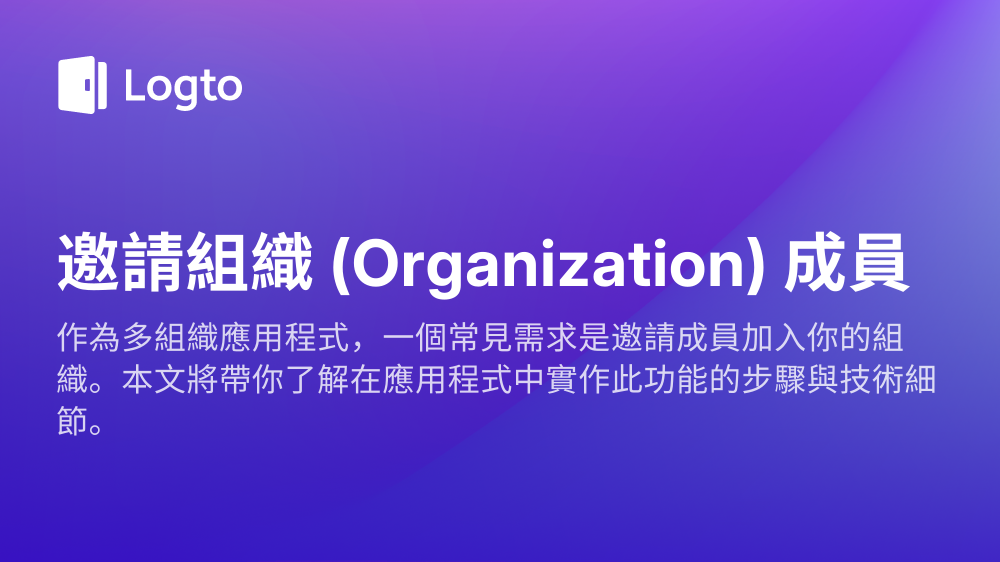 Logto
邀請組織 (Organization) 成員
作為多組織應用程式，一個常見需求是邀請成員加入你的組
織。本文將帶你了解在應用程式中實作此功能的步驟與技術細
節。